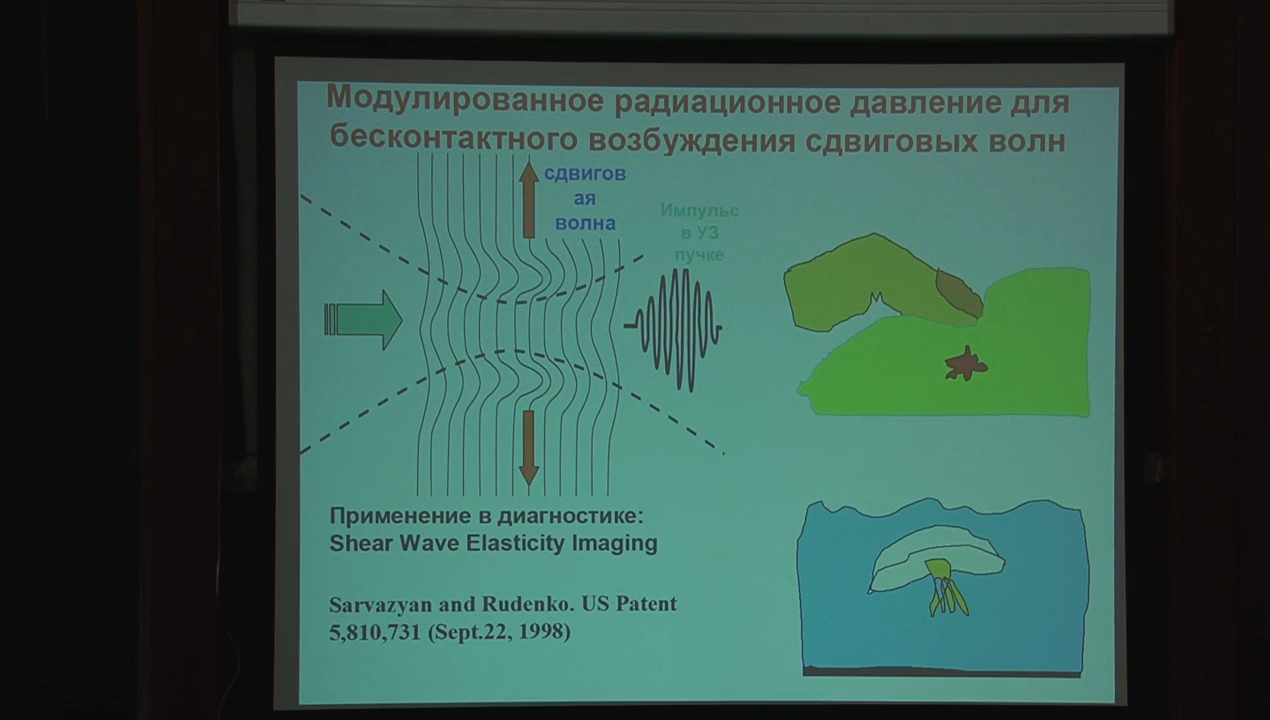 Модулированное радиационное давление для
бесконтактного возбуждения сдвиговых волн
сдвигов
ая
волна
Импульс
в УЗ
пучке
Применение в диагностике:
Shear Wave Elasticity Imaging
Sarvazyan and Rudenko. US Patent
5,810,731 (Sept.22, 1998)